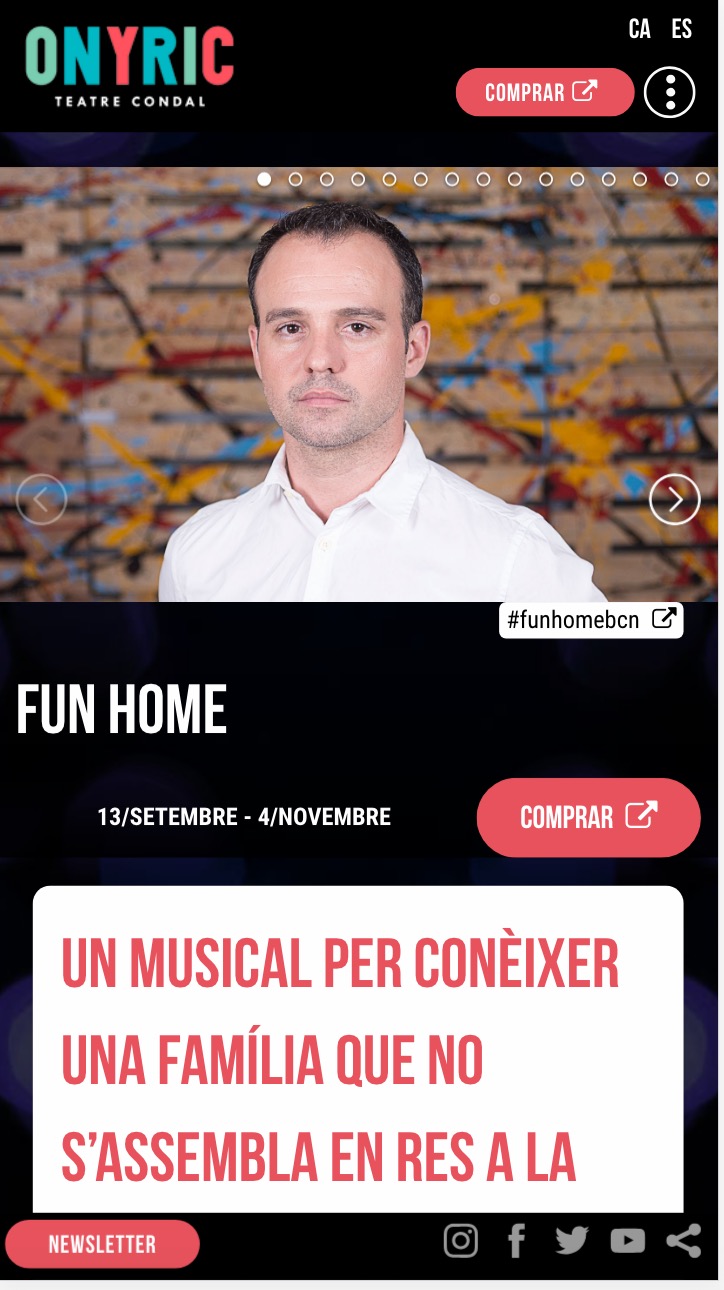 CA ES
ONYRIC
TEATRE CONDAL
COMPRAR
#funhomebcn
FUN HOME
13/SETEMBRE - 4/NOVEMBRE
COMPRAR
UN MUSICAL PER CONÈIXER
UNA FAMÍLIA QUE NO
S’ASSEMBLA EN RES A LA
NEWSLETTER